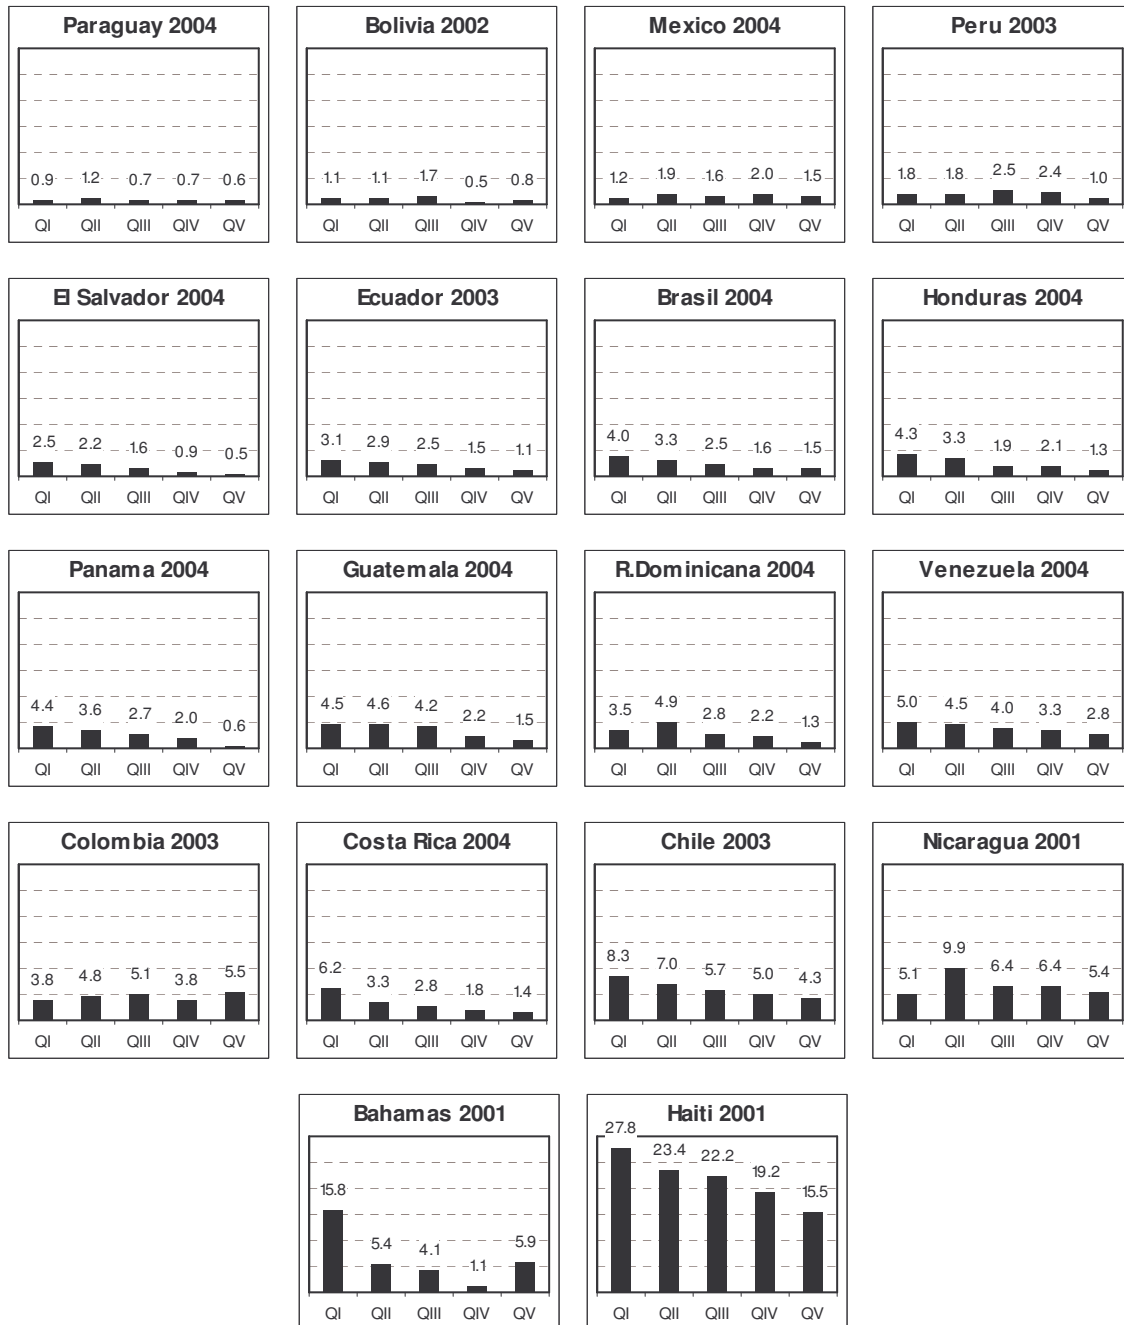 Paraguay 2004
0.9 1.2 0.7 0.7 0.6
QI QII QIII QIV QV
Bolivia 2002
1.1 1.1 1.7 0.5 0.8
QI QII QIII QIV QV
Mexico 2004
1.2 1.9 1.6 2.0 1.5
QI QII QIII QIV QV
Peru 2003
1.8 1.8 2.5 2.4 1.0
QI QII QIII QIV QV
El Salvador 2004
2.5 2.2 1.6 0.9 0.5
QI QII QIII QIV QV
Ecuador 2003
3.1 2.9 2.5 1.5 1.1
QI QII QIII QIV QV
Brasil 2004
4.0 3.3 2.5 1.6 1.5
QI QII QIII QIV QV
Honduras 2004
4.3 3.3 1.9 2.1 1.3
QI QII QIII QIV QV
Panama 2004
4.4 3.6 2.7 2.0 0.6
QI QII QIII QIV QV
Guatemala 2004
4.5 4.6 4.2 2.2 1.5
QI QII QIII QIV QV
R.Dominicana 2004
3.5 4.9 2.8 2.2 1.3
QI QII QIII QIV QV
Venezuela 2004
5.0 4.5 4.0 3.3 2.8
QI QII QIII QIV QV
Colombia 2003
3.8 4.8 5.1 3.8 5.5
QI QII QIII QIV QV
Costa Rica 2004
6.2 3.3 2.8 1.8 1.4
QI QII QIII QIV QV
Chile 2003
8.3 7.0 5.7 5.0 4.3
QI QII QIII QIV QV
Nicaragua 2001
5.1 9.9 6.4 6.4 5.4
QI QII QIII QIV QV
Bahamas 2001
15.8 5.4 4.1 1.1 5.9
QI QII QIII QIV QV
Haiti 2001
27.8 23.4 22.2 19.2 15.5
QI QII QIII QIV QV